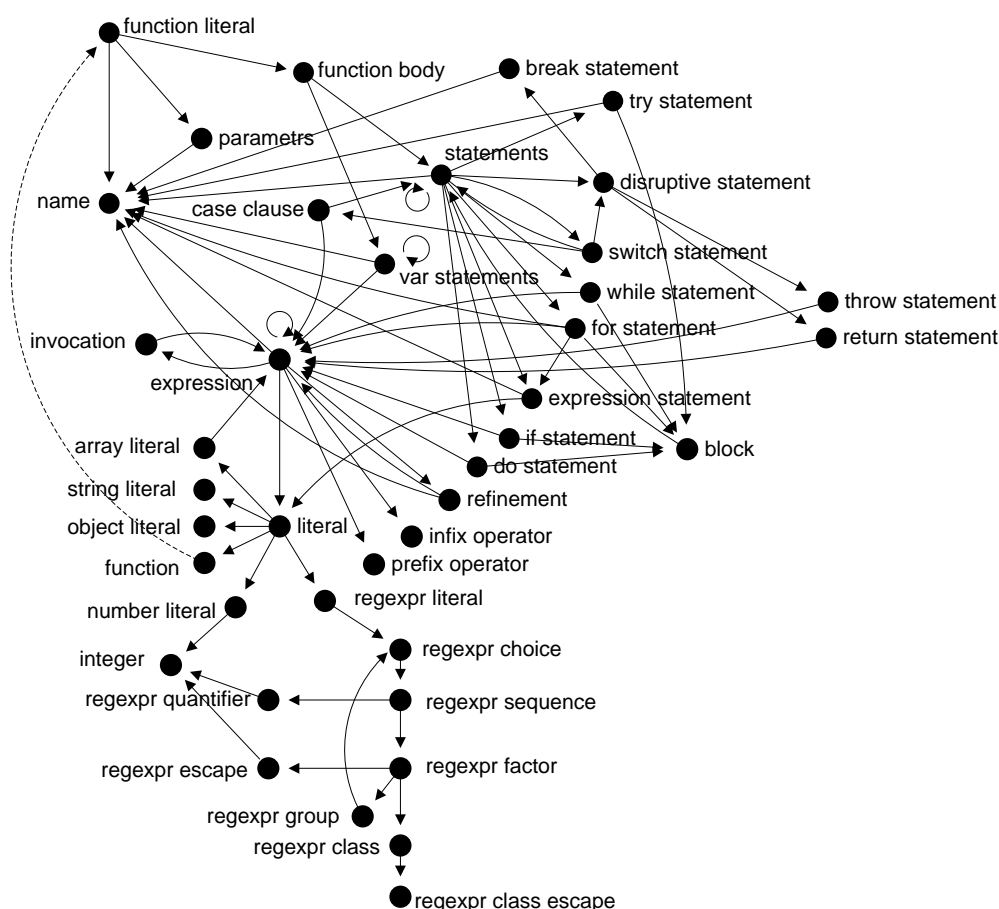 function literal
function body
break statement
try statement
parametrs
statements
disruptive statement
name
case clause
switch statement
var statements
while statement
throw statement
for statement
return statement
invocation
expression
expression statement
if statement
block
array literal
do statement
string literal
refinement
object literal
literal
infix operator
function
prefix operator
number literal
regexpr literal
regexpr choice
integer
regexpr quantifier
regexpr sequence
regexpr escape
regexpr factor
regexpr group
regexpr class
regexpr class escape